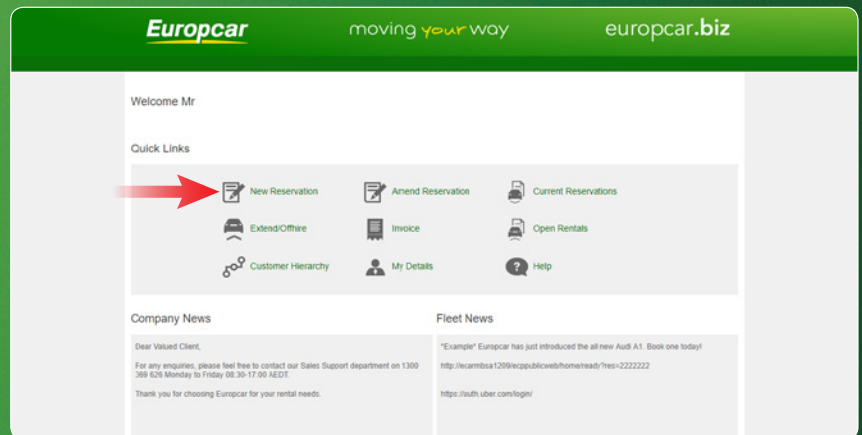 Europcar moving your way europcar.biz
Welcome Mr
Quick Links
New Reservation Amend Reservation Current Reservations
Extend/Offhire Invoice Open Rentals
Customer Hierarchy My Details Help
Company News
Dear Valued Client,
For any enquiries, please feel free to contact our Sales Support department on 1300
369 626 Monday to Friday 08:30-17:00 AEDT.
Thank you for choosing Europcar for your rental needs.
Fleet News
"Example" Europcar has just introduced the all new Audi A1. Book one today!
http://ecarmbsa1209/ecppublicweb/home/ready?res=2222222
https://auth.uber.com/login/